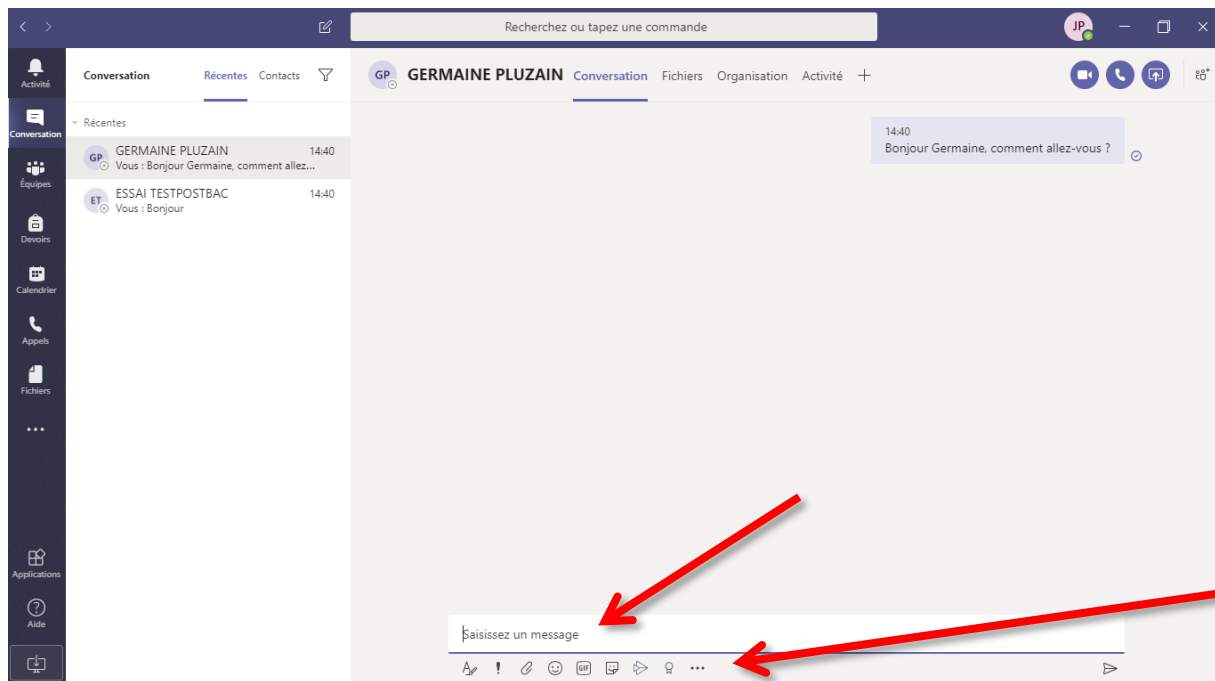 Recherchez ou tapez une commande
JP
Activité
Conversation
Équipes
Devoirs
Calendrier
Appels
Fichiers
Applications
Aide
Conversation Récentes Contacts
Récentes
GP GERMAINE PLUZAIN 14:40
Vous : Bonjour Germaine, comment allez...
ET ESSAI TESTPOSTBAC 14:40
Vous : Bonjour
GP GERMAINE PLUZAIN Conversation Fichiers Organisation Activité
14:40
Bonjour Germaine, comment allez-vous ?
Saisissez un message
GIF